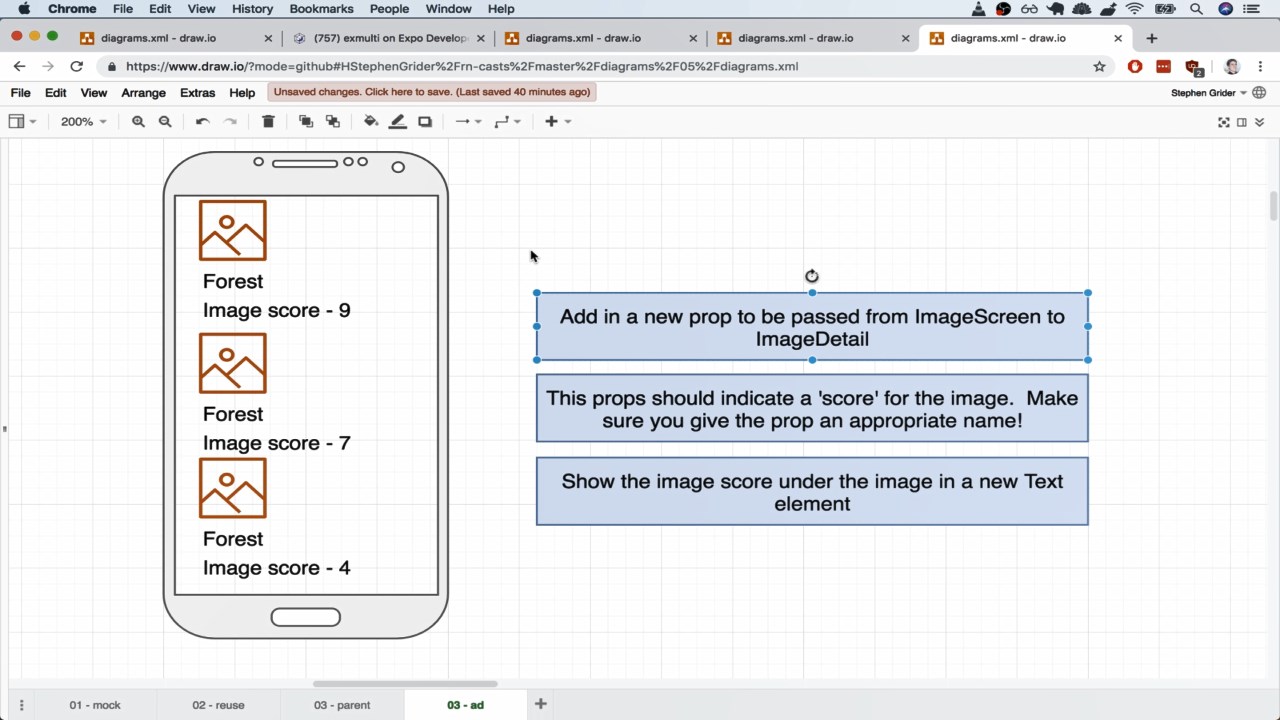 Chrome File Edit View History Bookmarks People Window Help
diagrams.xml - draw.io
(757) exmulti on Expo Develop
diagrams.xml - draw.io
diagrams.xml - draw.io
diagrams.xml - draw.io
https://www.draw.io/?mode=github#HStephenGrider%2Frn-casts%2Fmaster%2Fdiagrams%2F05%2Fdiagrams.xml
2
File Edit View Arrange Extras Help Unsaved changes. Click here to save. (Last saved 40 minutes ago) Stephen Grider
200%
Forest
Image score - 9
Forest
Image score - 7
Forest
Image score - 4
Add in a new prop to be passed from ImageScreen to
ImageDetail
This props should indicate a 'score' for the image. Make
sure you give the prop an appropriate name!
Show the image score under the image in a new Text
element
01 - mock 02 - reuse 03 - parent 03 - ad